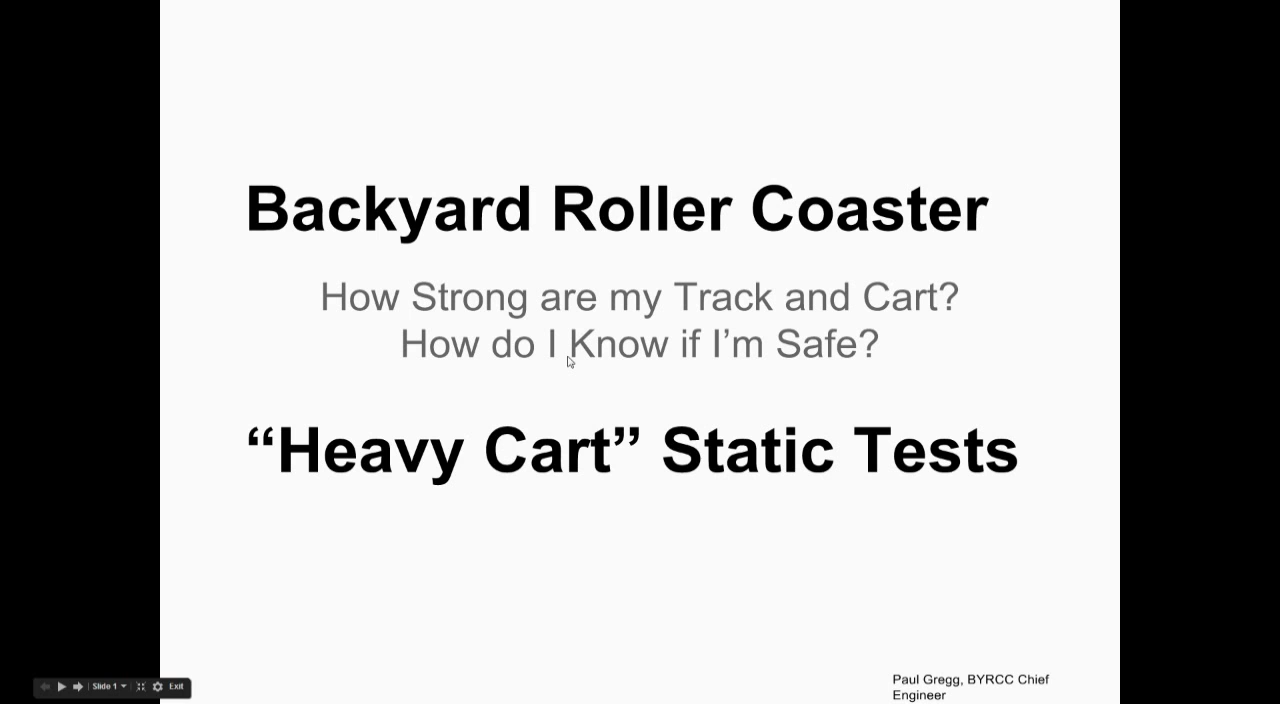 Backyard Roller Coaster
How Strong are my Track and Cart?
How do I Know if I’m Safe?
“Heavy Cart” Static Tests
Paul Gregg, BYRCC Chief
Engineer
Slide 1
Exit